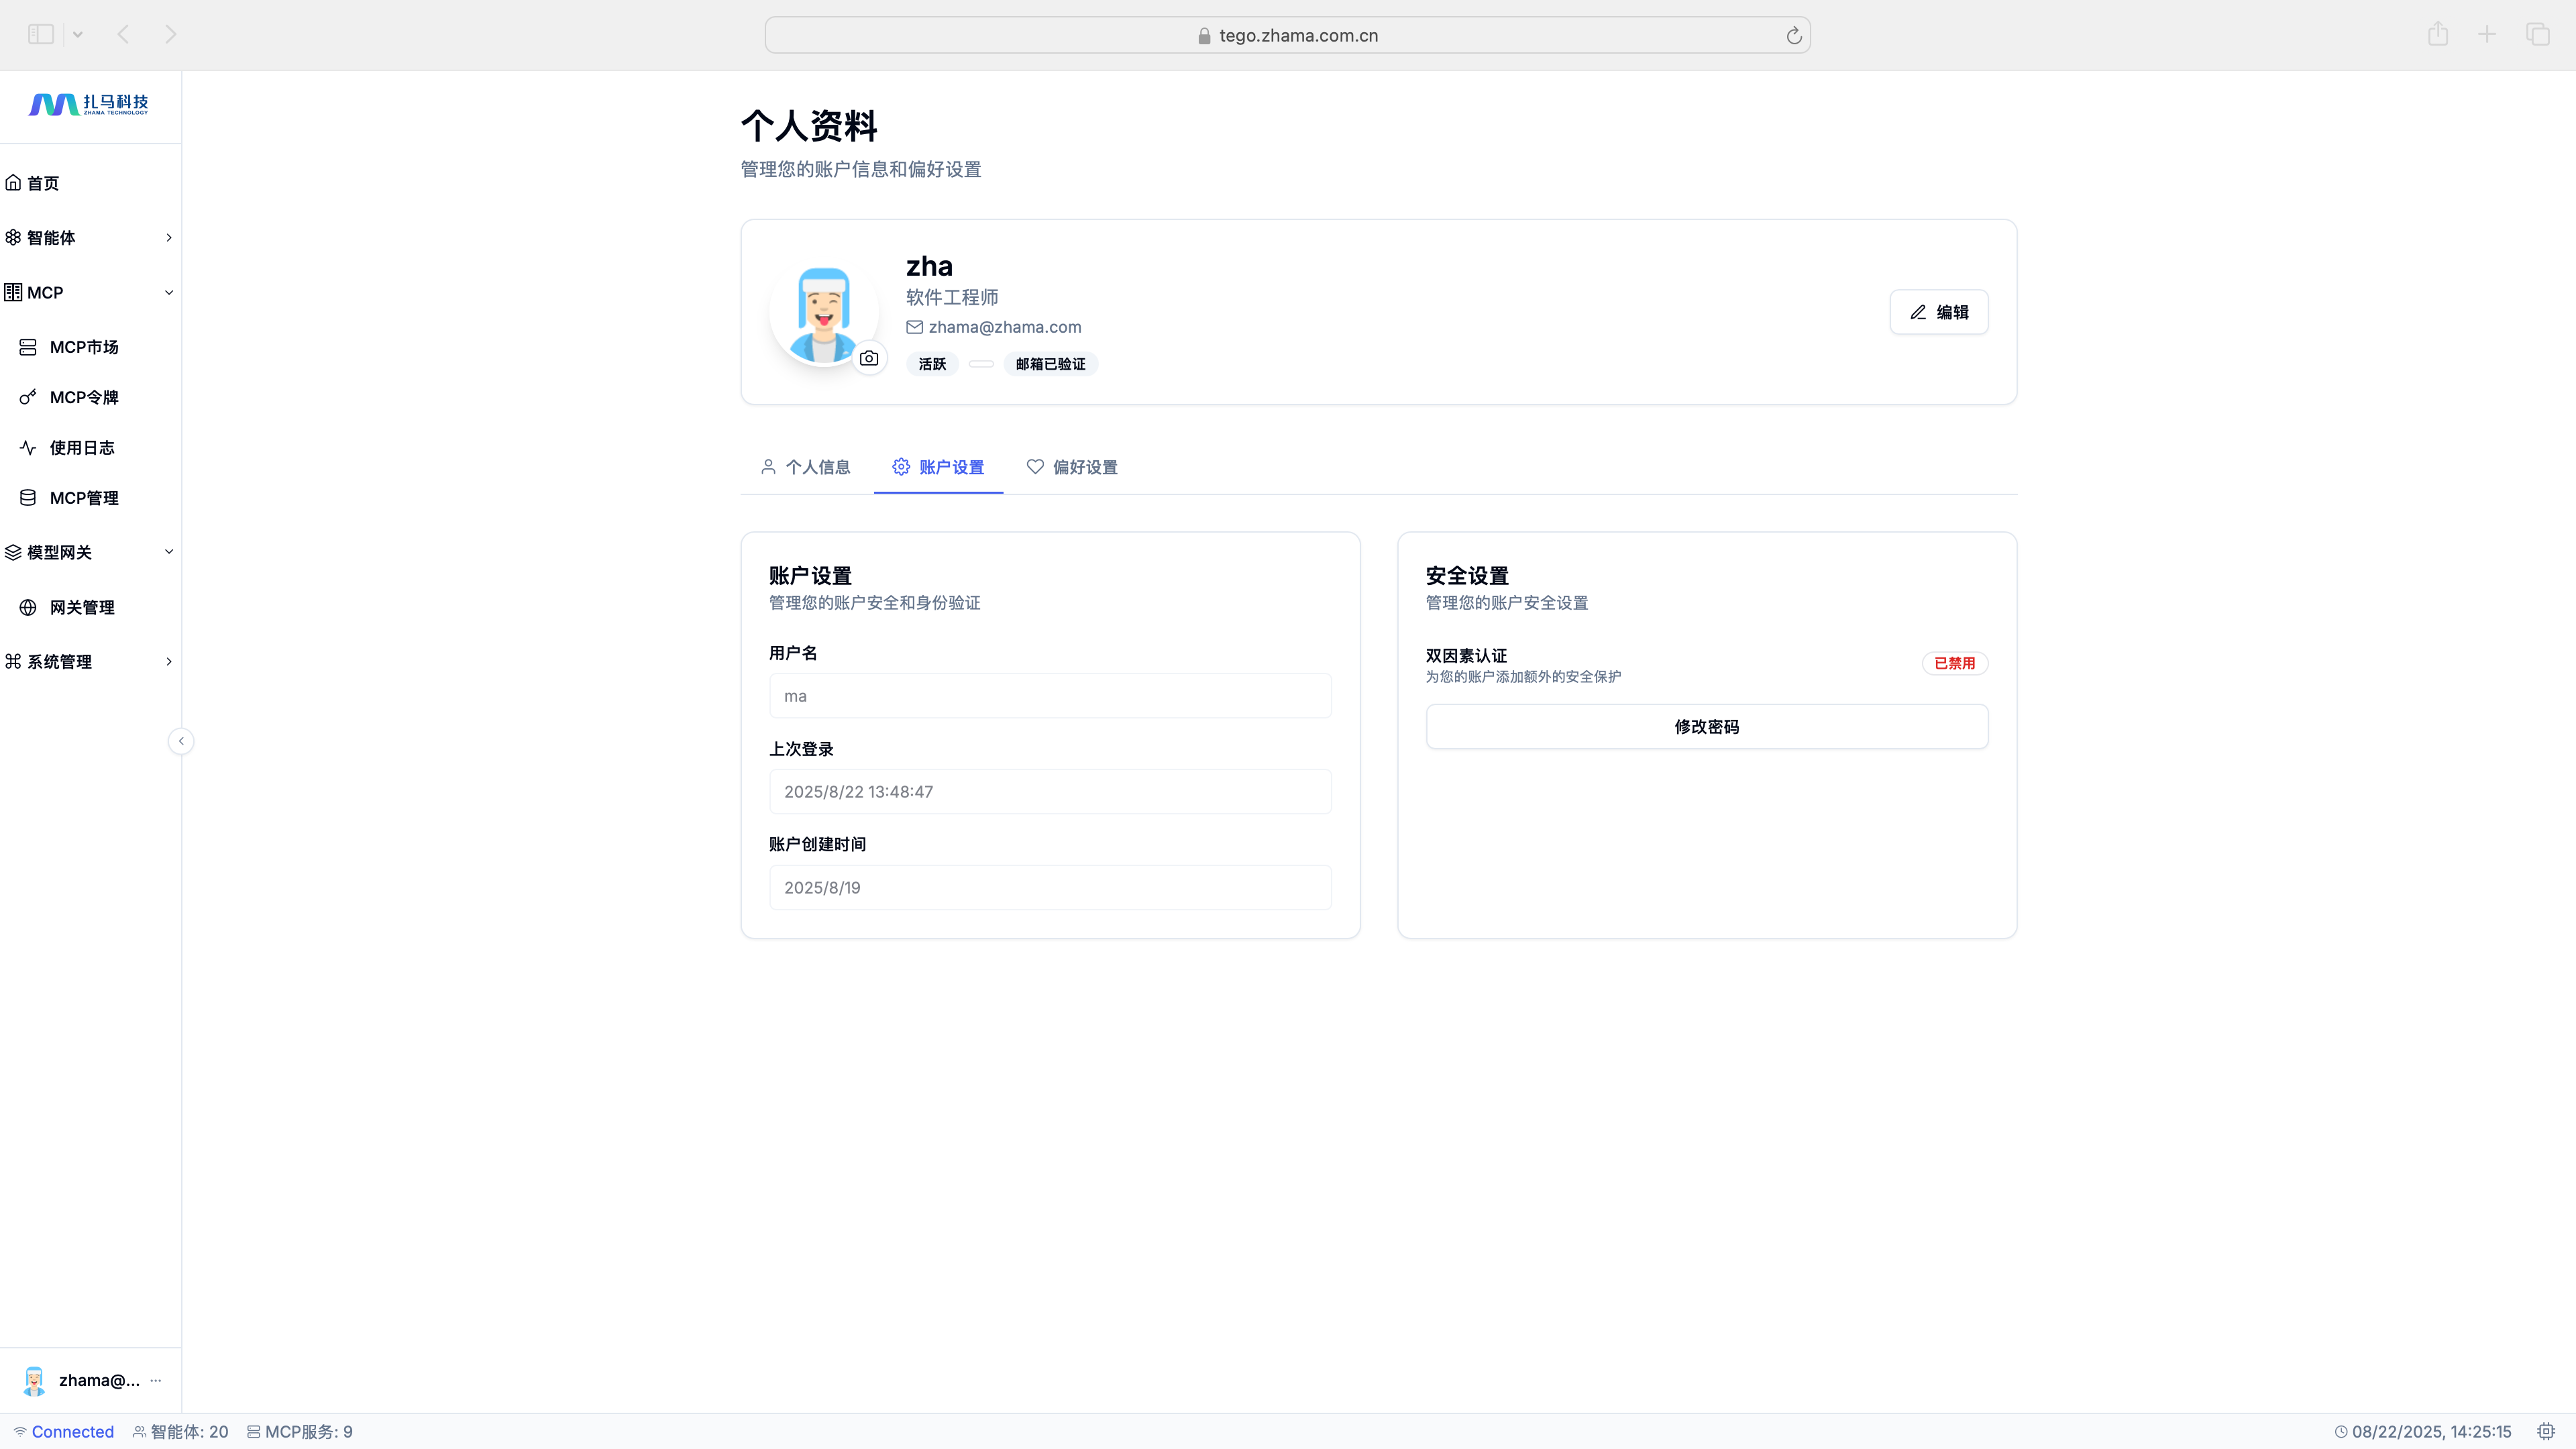 tego.zhama.com.cn
扎马科技
ZHAMA TECHNOLOGY
首页
智能体
MCP
MCP市场
MCP令牌
使用日志
MCP管理
模型网关
网关管理
系统管理
个人资料
管理您的账户信息和偏好设置
zha
软件工程师
zhama@zhama.com
活跃
邮箱已验证
编辑
个人信息
账户设置
偏好设置
账户设置
管理您的账户安全和身份验证
用户名
ma
上次登录
2025/8/22 13:48:47
账户创建时间
2025/8/19
安全设置
管理您的账户安全设置
双因素认证
为您的账户添加额外的安全保护
已禁用
修改密码
zhama@...
Connected
智能体: 20
MCP服务: 9
08/22/2025, 14:25:15